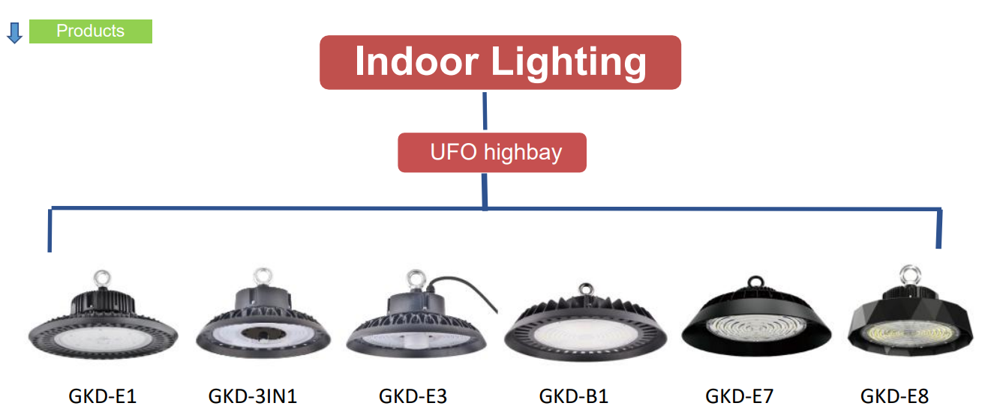 Products
Indoor Lighting
UFO highbay
GKD-E1 GKD-3IN1 GKD-E3 GKD-B1 GKD-E7 GKD-E8